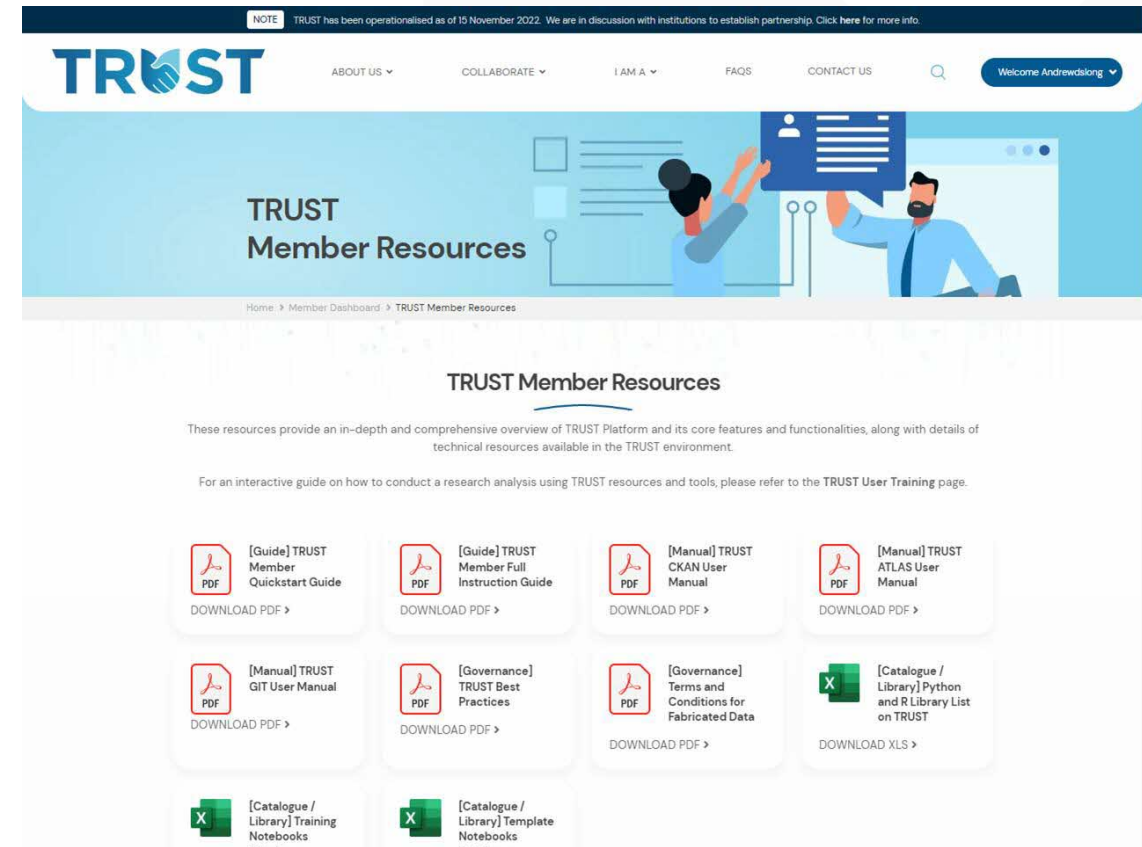 NOTE TRUST has been operationalised as of 15 November 2022. We are in discussion with institutions to establish partnership. Click here for more info.
TRUST
ABOUT US
COLLABORATE
I AM A
FAQS
CONTACT US
Welcome Andrewdsiong
TRUST
Member Resources
Home > Member Dashboard > TRUST Member Resources
TRUST Member Resources
These resources provide an in-depth and comprehensive overview of TRUST Platform and its core features and functionalities, along with details of
technical resources available in the TRUST environment.
For an interactive guide on how to conduct a research analysis using TRUST resources and tools, please refer to the TRUST User Training page.
PDF
[Guide] TRUST
Member
Quickstart Guide
DOWNLOAD PDF >
PDF
[Guide] TRUST
Member Full
Instruction Guide
DOWNLOAD PDF >
PDF
[Manual] TRUST
CKAN User
Manual
DOWNLOAD PDF >
PDF
[Manual] TRUST
ATLAS User
Manual
DOWNLOAD PDF >
PDF
[Manual] TRUST
GIT User Manual
DOWNLOAD PDF >
PDF
[Governance]
TRUST Best
Practices
DOWNLOAD PDF >
PDF
[Governance]
Terms and
Conditions for
Fabricated Data
DOWNLOAD PDF >
X
[Catalogue /
Library] Python
and R Library List
on TRUST
DOWNLOAD XLS >
X
[Catalogue /
Library] Training
Notebooks
X
[Catalogue /
Library] Template
Notebooks